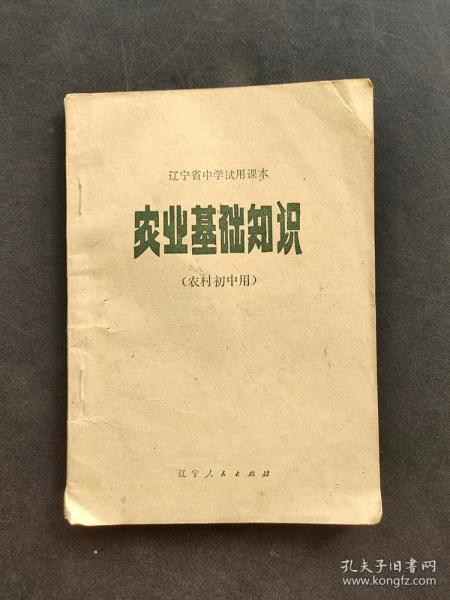 辽宁省中学试用课本
农业基础知识
(农村初中用)
辽宁人民出版社
孔夫子旧书网
www.kongfz.com